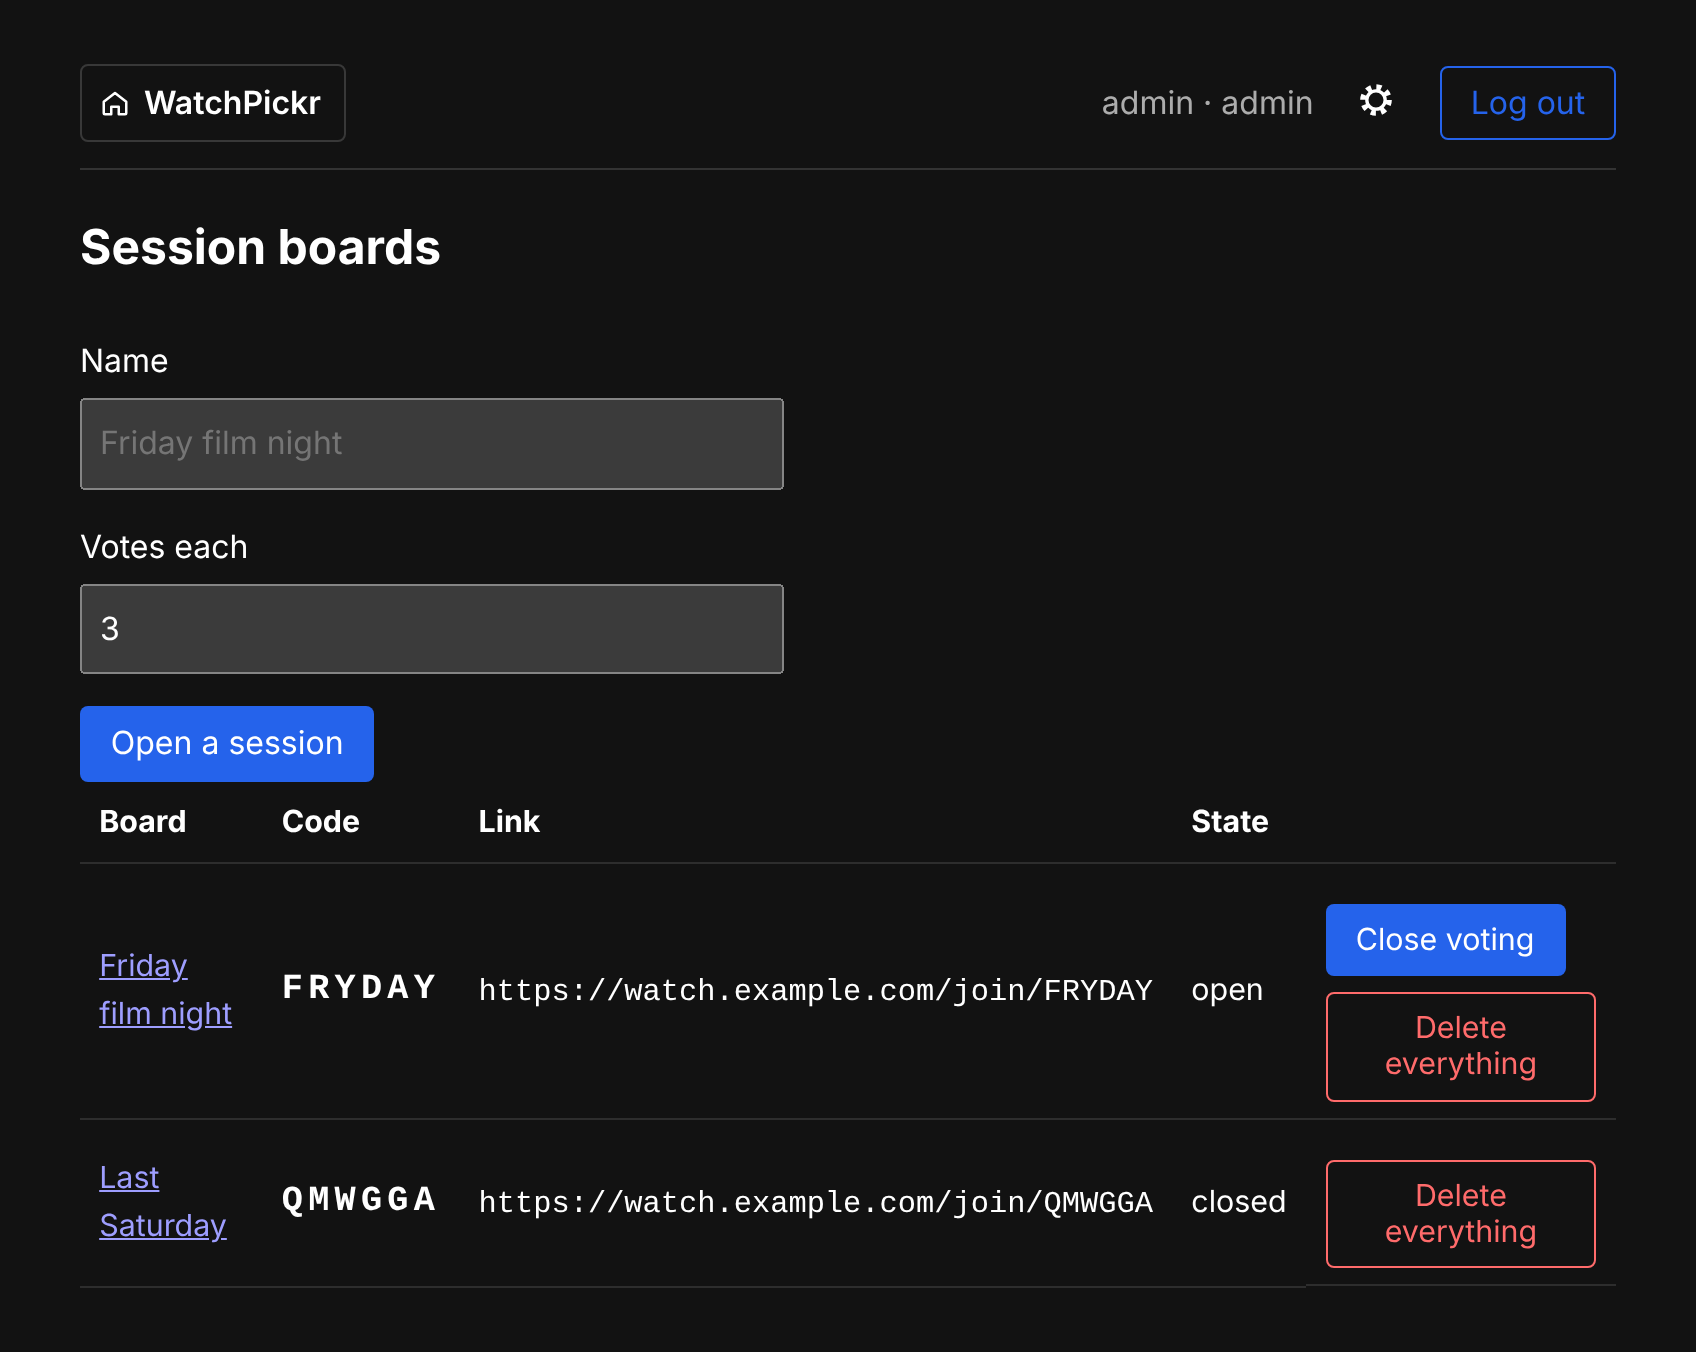 WatchPickr
admin · admin
Log out
Session boards
Name
Friday film night
Votes each
3
Open a session
Board Code Link State
Friday film night FRYDAY https://watch.example.com/join/FRYDAY open Close voting
Delete everything
Last Saturday QMWGGA https://watch.example.com/join/QMWGGA closed Delete everything